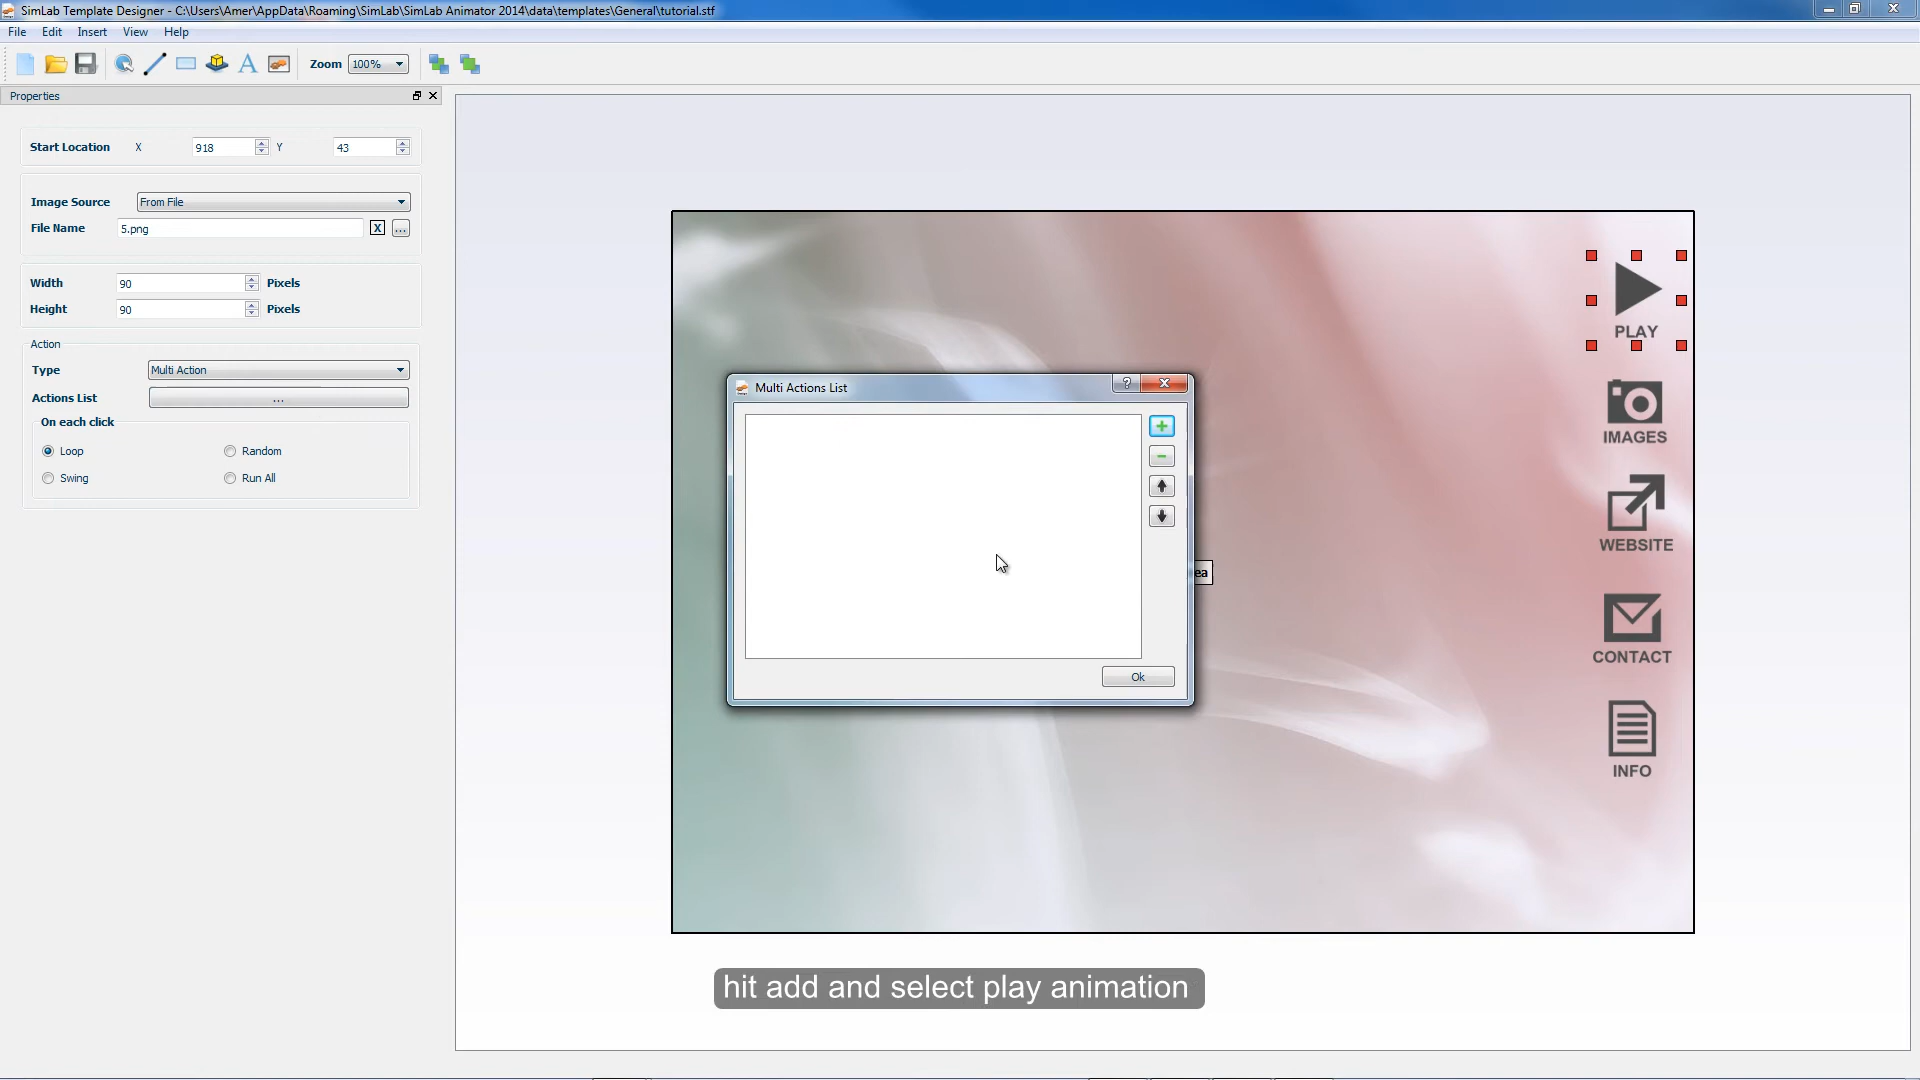 SimLab Template Designer - C:\Users\Amer\AppData\Roaming\SimLab\SimLab Animator 2014\data\templates\General\tutorial.stf
File Edit Insert View Help
Zoom 100%
Properties
Start Location X 918 Y 43
Image Source From File
File Name 5.png X ...
Width 90 Pixels
Height 90 Pixels
Action
Type Multi Action
Actions List ...
On each click
Loop Random
Swing Run All
PLAY
IMAGES
WEBSITE
CONTACT
INFO
Multi Actions List
?
Ok
ea
hit add and select play animation